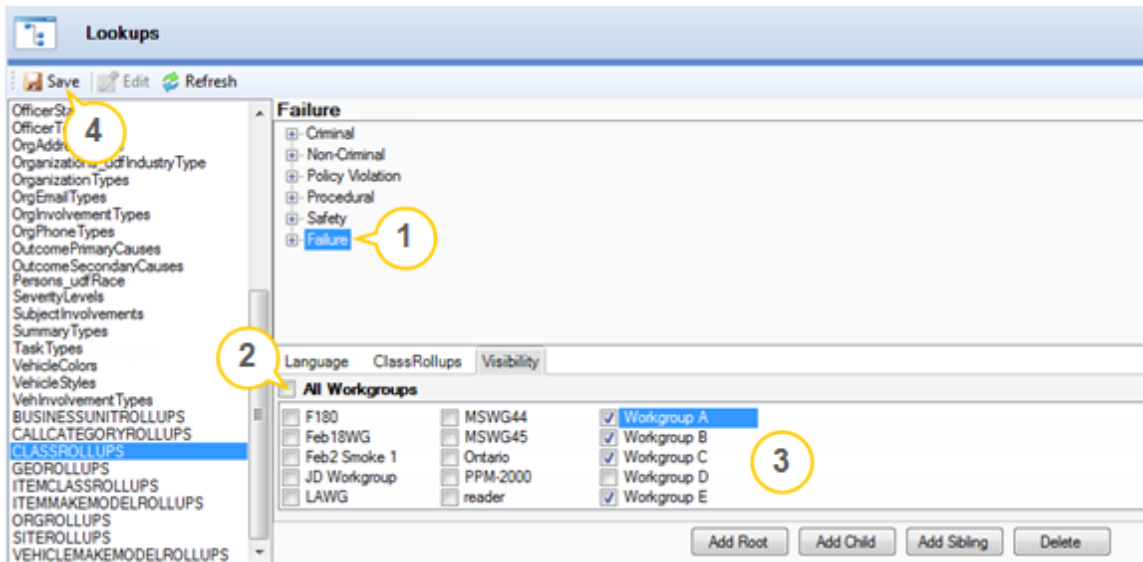 Lookups
Save Edit Refresh
4
OfficerSta
OfficerT
OrgAddr
Organizations_udfIndustryType
OrganizationTypes
OrgEmailTypes
OrgInvolvementTypes
OrgPhoneTypes
OutcomePrimaryCauses
OutcomeSecondaryCauses
Persons_udfRace
SeverityLevels
SubjectInvolvements
SummaryTypes
TaskTypes
VehicleColors
VehicleStyles
VehInvolvementTypes
BUSINESSUNITROLLUPS
CALLCATEGORYROLLUPS
CLASSROLLUPS
GEOROLLUPS
ITEMCLASSROLLUPS
ITEMMAKEMODELROLLUPS
ORGROLLUPS
SITEROLLUPS
VEHICLEMAKEMODELROLLUPS
Failure
Criminal
Non-Criminal
Policy Violation
Procedural
Safety
Failure
1
2
Language ClassRollups Visibility
All Workgroups
F180 MSWG44 Workgroup A
Feb18WG MSWG45 Workgroup B
Feb2 Smoke 1 Ontario Workgroup C
JD Workgroup PPM-2000 Workgroup D
LAWG reader Workgroup E
3
Add Root Add Child Add Sibling Delete